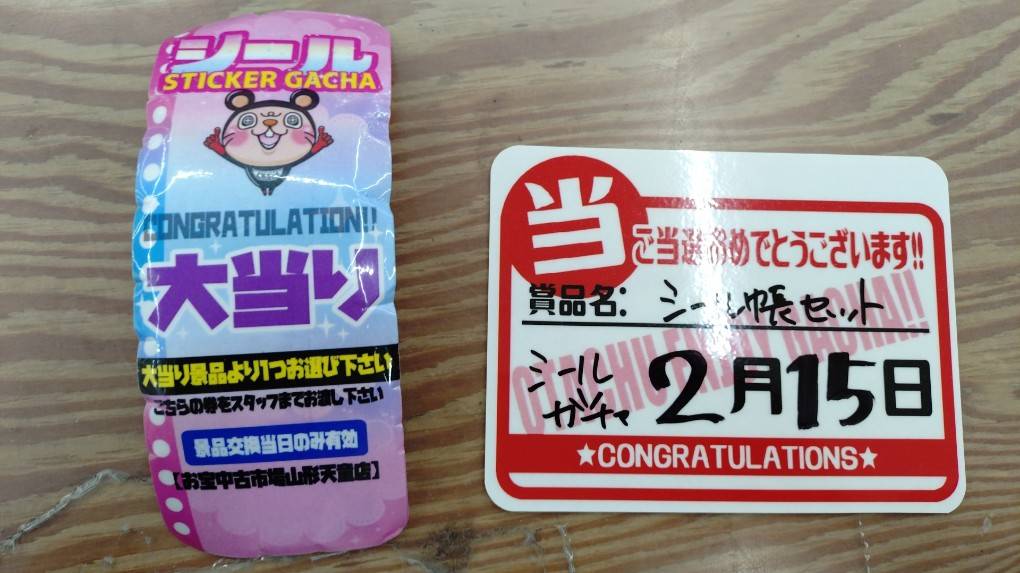 シール
STICKER GACHA
CONGRATULATION!!
大当り
大当り景品より1つお選び下さい
こちらの券をスタッフまでお渡し下さい
景品交換当日のみ有効
【お宝中古市場山形天童店】
当
ご当選おめでとうございます!!
賞品名: シール帳セット
シール
ガチャ
2月15日
★CONGRATULATIONS★